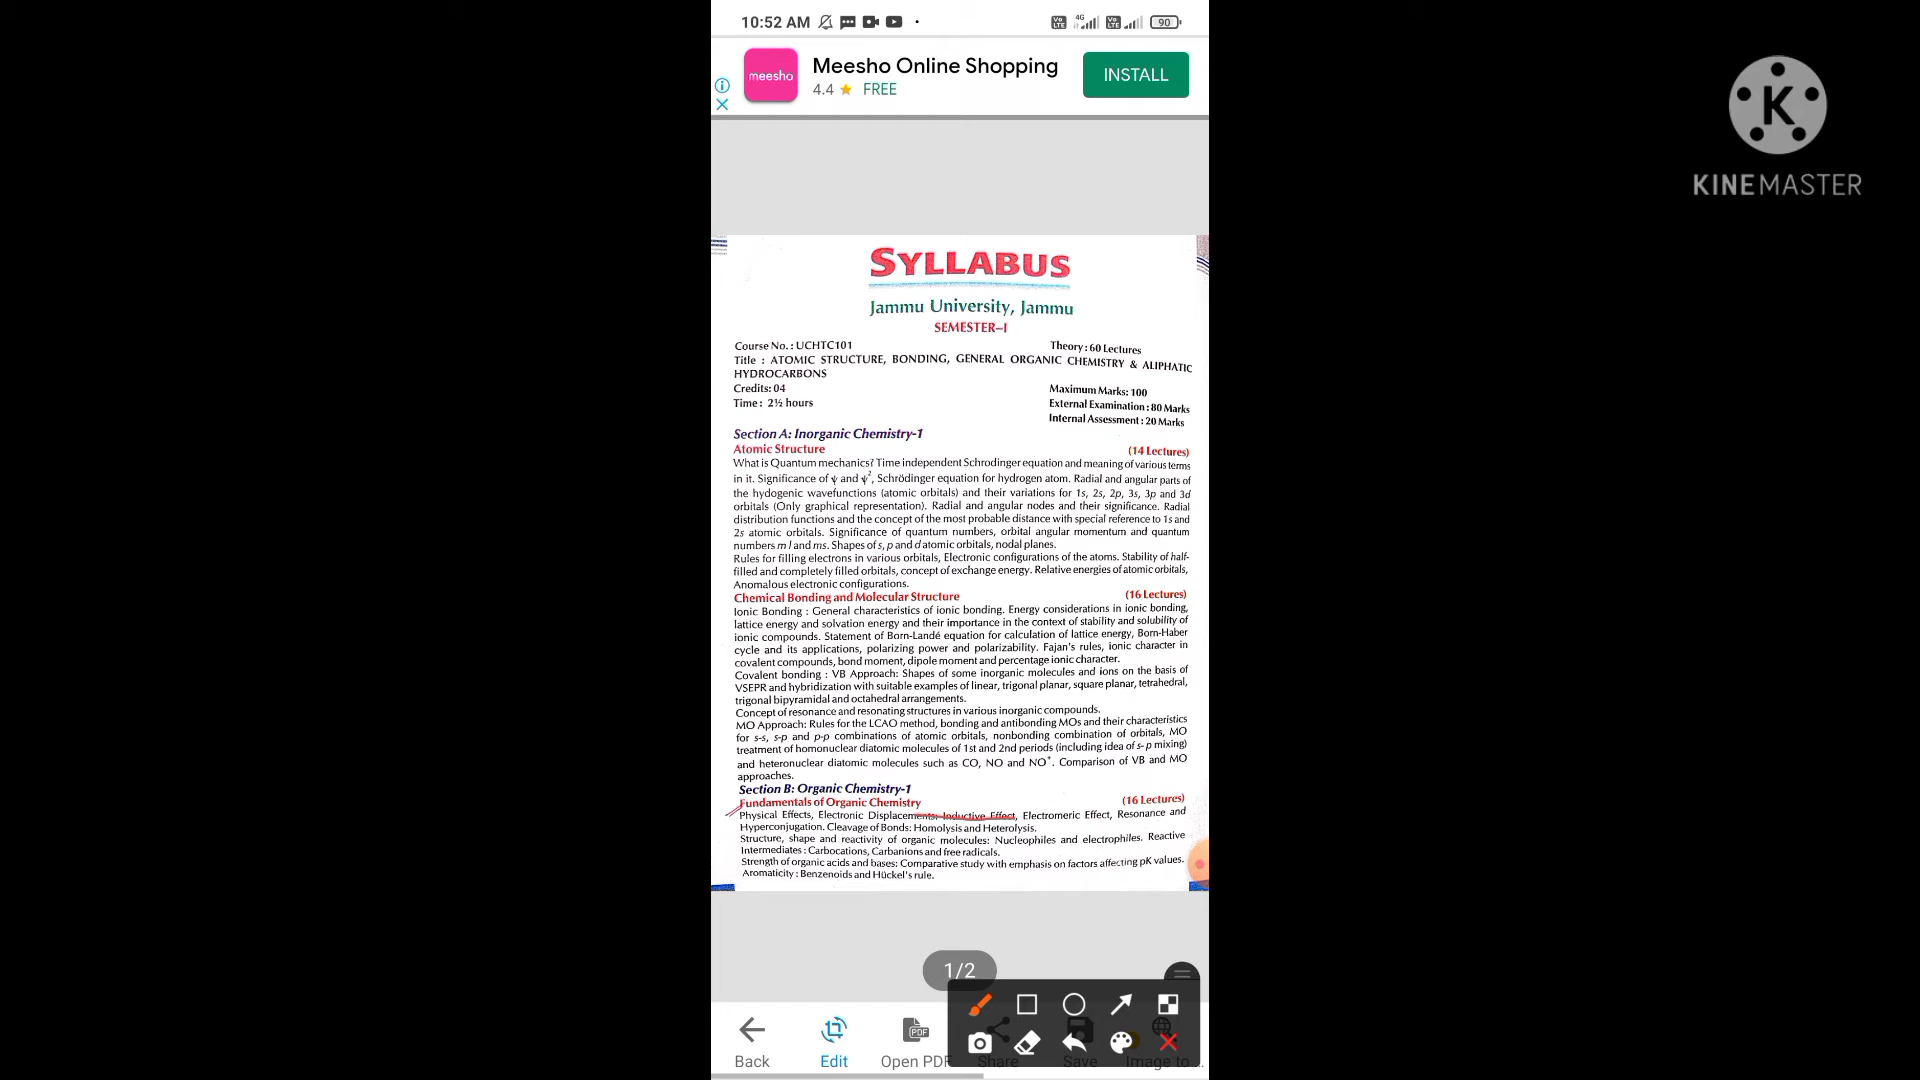 10:52 AM
Vo LTE 4G Vo LTE 90
meesho
Meesho Online Shopping
4.4 ★ FREE
INSTALL
K
KINEMASTER
SYLLABUS
Jammu University, Jammu
SEMESTER–I
Course No. : UCHTC101 Theory : 60 Lectures
Title : ATOMIC STRUCTURE, BONDING, GENERAL ORGANIC CHEMISTRY & ALIPHATIC
HYDROCARBONS
Credits: 04 Maximum Marks: 100
Time : 2½ hours External Examination : 80 Marks
Internal Assessment : 20 Marks
Section A: Inorganic Chemistry-1
Atomic Structure (14 Lectures)
What is Quantum mechanics? Time independent Schrodinger equation and meaning of various terms
in it. Significance of ψ and ψ², Schrödinger equation for hydrogen atom. Radial and angular parts of
the hydogenic wavefunctions (atomic orbitals) and their variations for 1s, 2s, 2p, 3s, 3p and 3d
orbitals (Only graphical representation). Radial and angular nodes and their significance. Radial
distribution functions and the concept of the most probable distance with special reference to 1s and
2s atomic orbitals. Significance of quantum numbers, orbital angular momentum and quantum
numbers m l and ms. Shapes of s, p and d atomic orbitals, nodal planes.
Rules for filling electrons in various orbitals, Electronic configurations of the atoms. Stability of half-
filled and completely filled orbitals, concept of exchange energy. Relative energies of atomic orbitals,
Anomalous electronic configurations.
Chemical Bonding and Molecular Structure (16 Lectures)
Ionic Bonding : General characteristics of ionic bonding. Energy considerations in ionic bonding,
lattice energy and solvation energy and their importance in the context of stability and solubility of
ionic compounds. Statement of Born-Landé equation for calculation of lattice energy, Born-Haber
cycle and its applications, polarizing power and polarizability. Fajan's rules, ionic character in
covalent compounds, bond moment, dipole moment and percentage ionic character.
Covalent bonding : VB Approach: Shapes of some inorganic molecules and ions on the basis of
VSEPR and hybridization with suitable examples of linear, trigonal planar, square planar, tetrahedral,
trigonal bipyramidal and octahedral arrangements.
Concept of resonance and resonating structures in various inorganic compounds.
MO Approach: Rules for the LCAO method, bonding and antibonding MOs and their characteristics
for s-s, s-p and p-p combinations of atomic orbitals, nonbonding combination of orbitals, MO
treatment of homonuclear diatomic molecules of 1st and 2nd periods (including idea of s- p mixing)
and heteronuclear diatomic molecules such as CO, NO and NO⁺. Comparison of VB and MO
approaches.
Section B: Organic Chemistry-1
Fundamentals of Organic Chemistry (16 Lectures)
Physical Effects, Electronic Displacements: Inductive Effect, Electromeric Effect, Resonance and
Hyperconjugation. Cleavage of Bonds: Homolysis and Heterolysis.
Structure, shape and reactivity of organic molecules: Nucleophiles and electrophiles. Reactive
Intermediates : Carbocations, Carbanions and free radicals.
Strength of organic acids and bases: Comparative study with emphasis on factors affecting pK values.
Aromaticity : Benzenoids and Hückel's rule.
1/2
PDF
Back Edit Open PDF Share Save Image to...